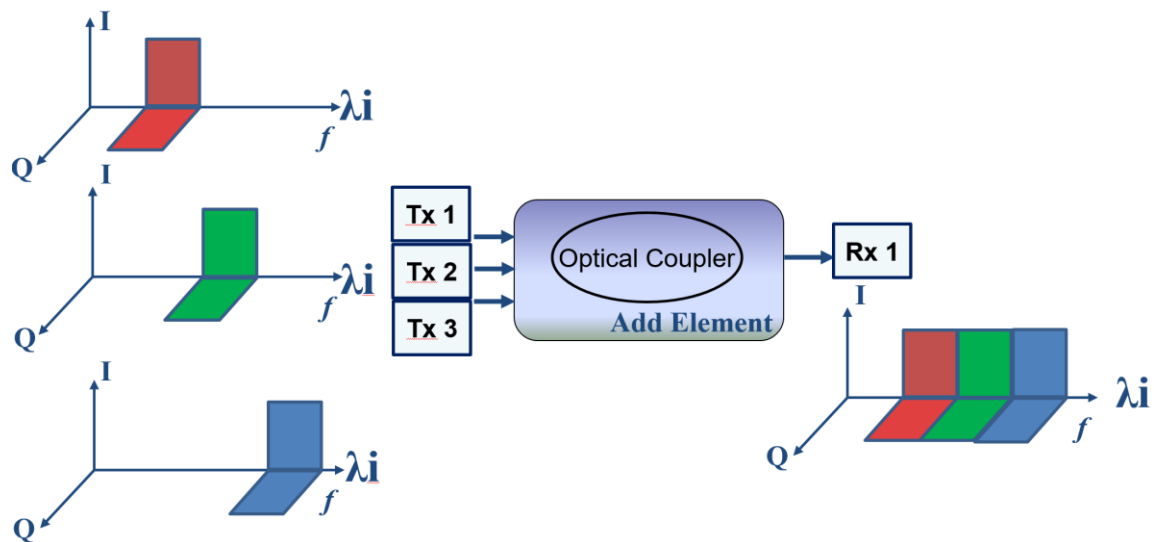 I
λi
f
Q
I
λi
f
Q
I
λi
f
Q
Tx 1
Tx 2
Tx 3
Optical Coupler
Add Element
Rx 1
I
λi
f
Q